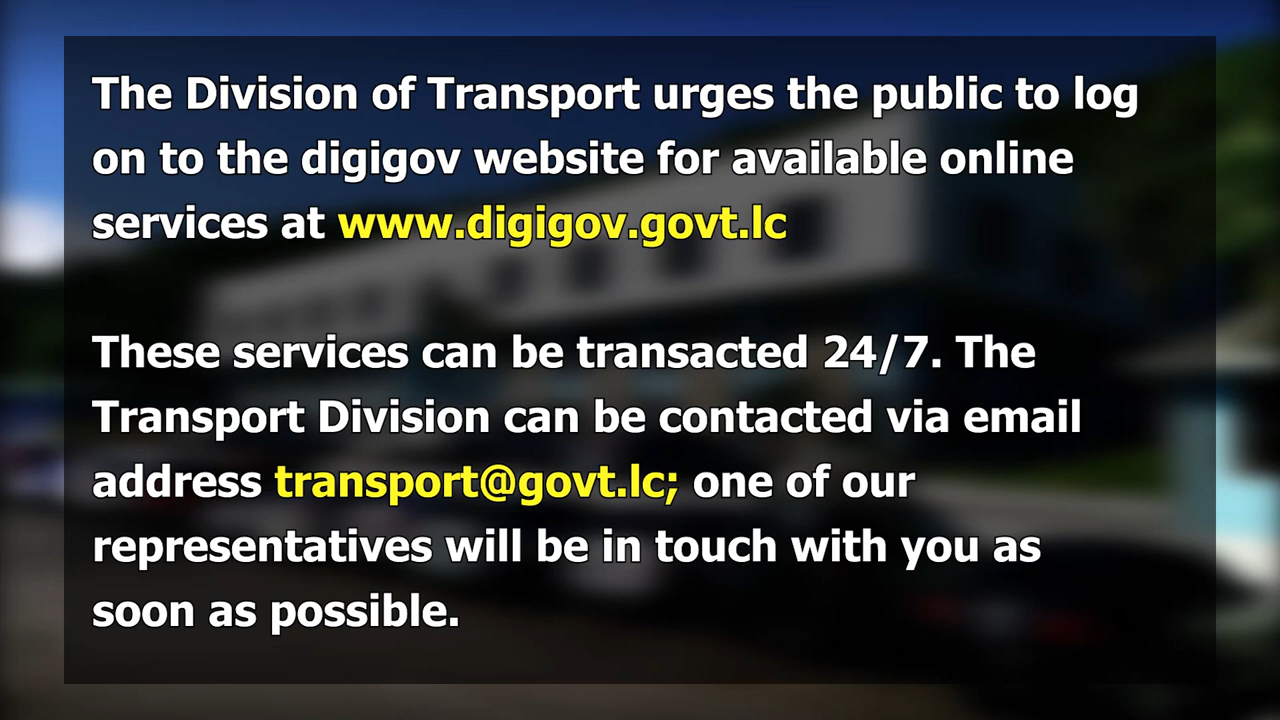 The Division of Transport urges the public to log
on to the digigov website for available online
services at www.digigov.govt.lc
These services can be transacted 24/7. The
Transport Division can be contacted via email
address transport@govt.lc; one of our
representatives will be in touch with you as
soon as possible.